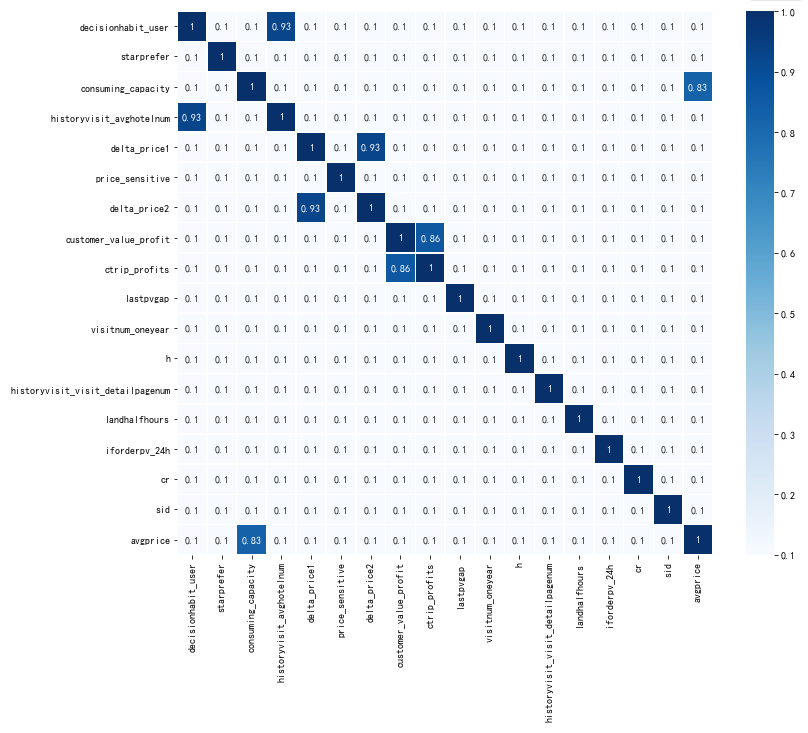 decisionhabit_user 1 0.1 0.1 0.93 0.1 0.1 0.1 0.1 0.1 0.1 0.1 0.1 0.1 0.1 0.1 0.1 0.1 0.1
starprefer 0.1 1 0.1 0.1 0.1 0.1 0.1 0.1 0.1 0.1 0.1 0.1 0.1 0.1 0.1 0.1 0.1 0.1
consuming_capacity 0.1 0.1 1 0.1 0.1 0.1 0.1 0.1 0.1 0.1 0.1 0.1 0.1 0.1 0.1 0.1 0.1 0.83
historyvisit_avghotelnum 0.93 0.1 0.1 1 0.1 0.1 0.1 0.1 0.1 0.1 0.1 0.1 0.1 0.1 0.1 0.1 0.1 0.1
delta_price1 0.1 0.1 0.1 0.1 1 0.1 0.93 0.1 0.1 0.1 0.1 0.1 0.1 0.1 0.1 0.1 0.1 0.1
price_sensitive 0.1 0.1 0.1 0.1 0.1 1 0.1 0.1 0.1 0.1 0.1 0.1 0.1 0.1 0.1 0.1 0.1 0.1
delta_price2 0.1 0.1 0.1 0.1 0.93 0.1 1 0.1 0.1 0.1 0.1 0.1 0.1 0.1 0.1 0.1 0.1 0.1
customer_value_profit 0.1 0.1 0.1 0.1 0.1 0.1 0.1 1 0.86 0.1 0.1 0.1 0.1 0.1 0.1 0.1 0.1 0.1
ctrip_profits 0.1 0.1 0.1 0.1 0.1 0.1 0.1 0.86 1 0.1 0.1 0.1 0.1 0.1 0.1 0.1 0.1 0.1
lastpvgap 0.1 0.1 0.1 0.1 0.1 0.1 0.1 0.1 0.1 1 0.1 0.1 0.1 0.1 0.1 0.1 0.1 0.1
visitnum_oneyear 0.1 0.1 0.1 0.1 0.1 0.1 0.1 0.1 0.1 0.1 1 0.1 0.1 0.1 0.1 0.1 0.1 0.1
h 0.1 0.1 0.1 0.1 0.1 0.1 0.1 0.1 0.1 0.1 0.1 1 0.1 0.1 0.1 0.1 0.1 0.1
historyvisit_visit_detailpagenum 0.1 0.1 0.1 0.1 0.1 0.1 0.1 0.1 0.1 0.1 0.1 0.1 1 0.1 0.1 0.1 0.1 0.1
landhalfhours 0.1 0.1 0.1 0.1 0.1 0.1 0.1 0.1 0.1 0.1 0.1 0.1 0.1 1 0.1 0.1 0.1 0.1
iforderpv_24h 0.1 0.1 0.1 0.1 0.1 0.1 0.1 0.1 0.1 0.1 0.1 0.1 0.1 0.1 1 0.1 0.1 0.1
cr 0.1 0.1 0.1 0.1 0.1 0.1 0.1 0.1 0.1 0.1 0.1 0.1 0.1 0.1 0.1 1 0.1 0.1
sid 0.1 0.1 0.1 0.1 0.1 0.1 0.1 0.1 0.1 0.1 0.1 0.1 0.1 0.1 0.1 0.1 1 0.1
avgprice 0.1 0.1 0.83 0.1 0.1 0.1 0.1 0.1 0.1 0.1 0.1 0.1 0.1 0.1 0.1 0.1 0.1 1
decisionhabit_user
starprefer
consuming_capacity
historyvisit_avghotelnum
delta_price1
price_sensitive
delta_price2
customer_value_profit
ctrip_profits
lastpvgap
visitnum_oneyear
h
historyvisit_visit_detailpagenum
landhalfhours
iforderpv_24h
cr
sid
avgprice
1.0
0.9
0.8
0.7
0.6
0.5
0.4
0.3
0.2
0.1